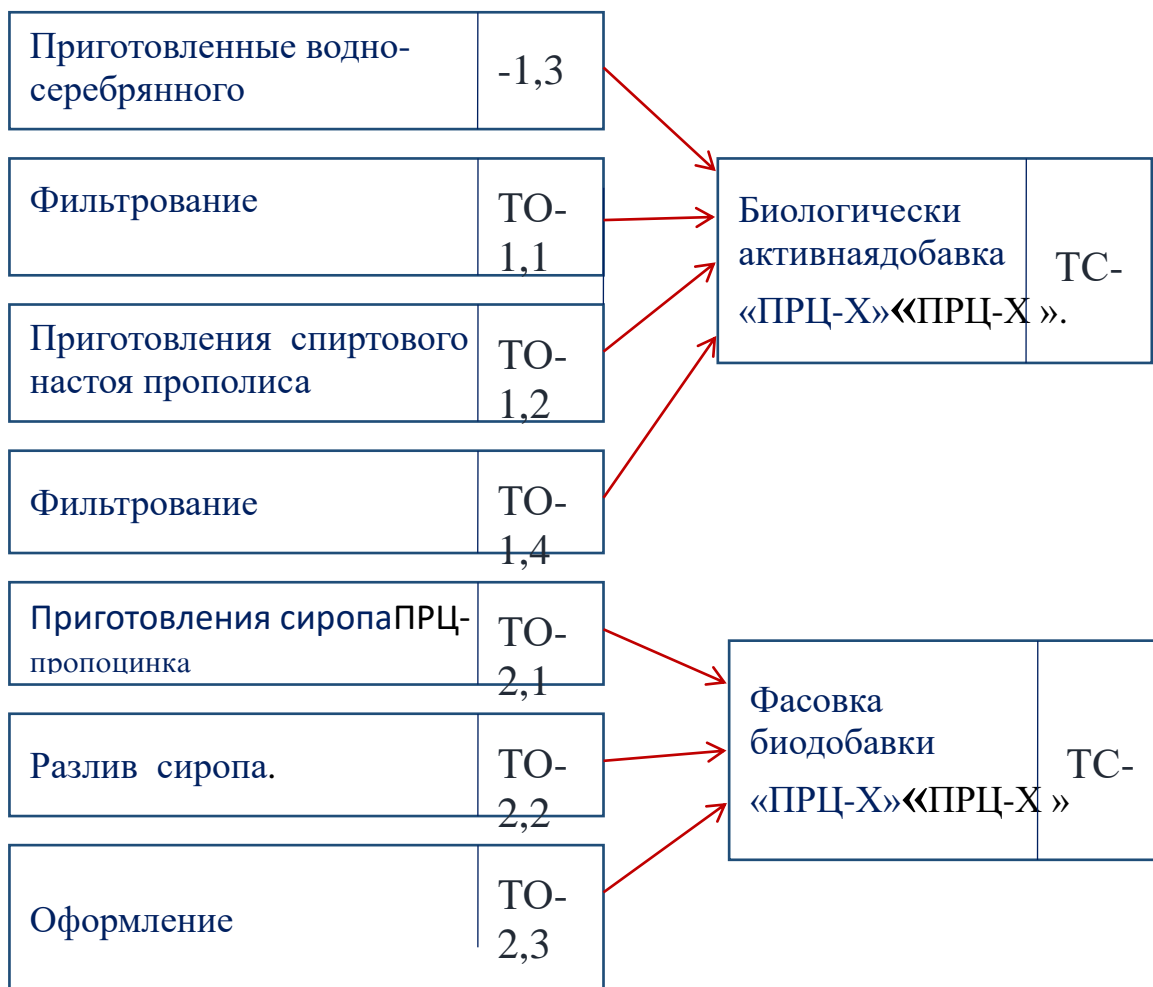 Приготовленные водно-
серебрянного
-1,3
Фильтрование
ТО-
1,1
Приготовления спиртового
настоя прополиса
ТО-
1,2
Фильтрование
ТО-
1,4
Биологически
активнаядобавка
«ПРЦ-Х»«ПРЦ-Х ».
ТС-
Приготовления сиропаПРЦ-
пропоцинка
ТО-
2,1
Разлив сиропа.
ТО-
2,2
Оформление
ТО-
2,3
Фасовка
биодобавки
«ПРЦ-Х»«ПРЦ-Х »
ТС-